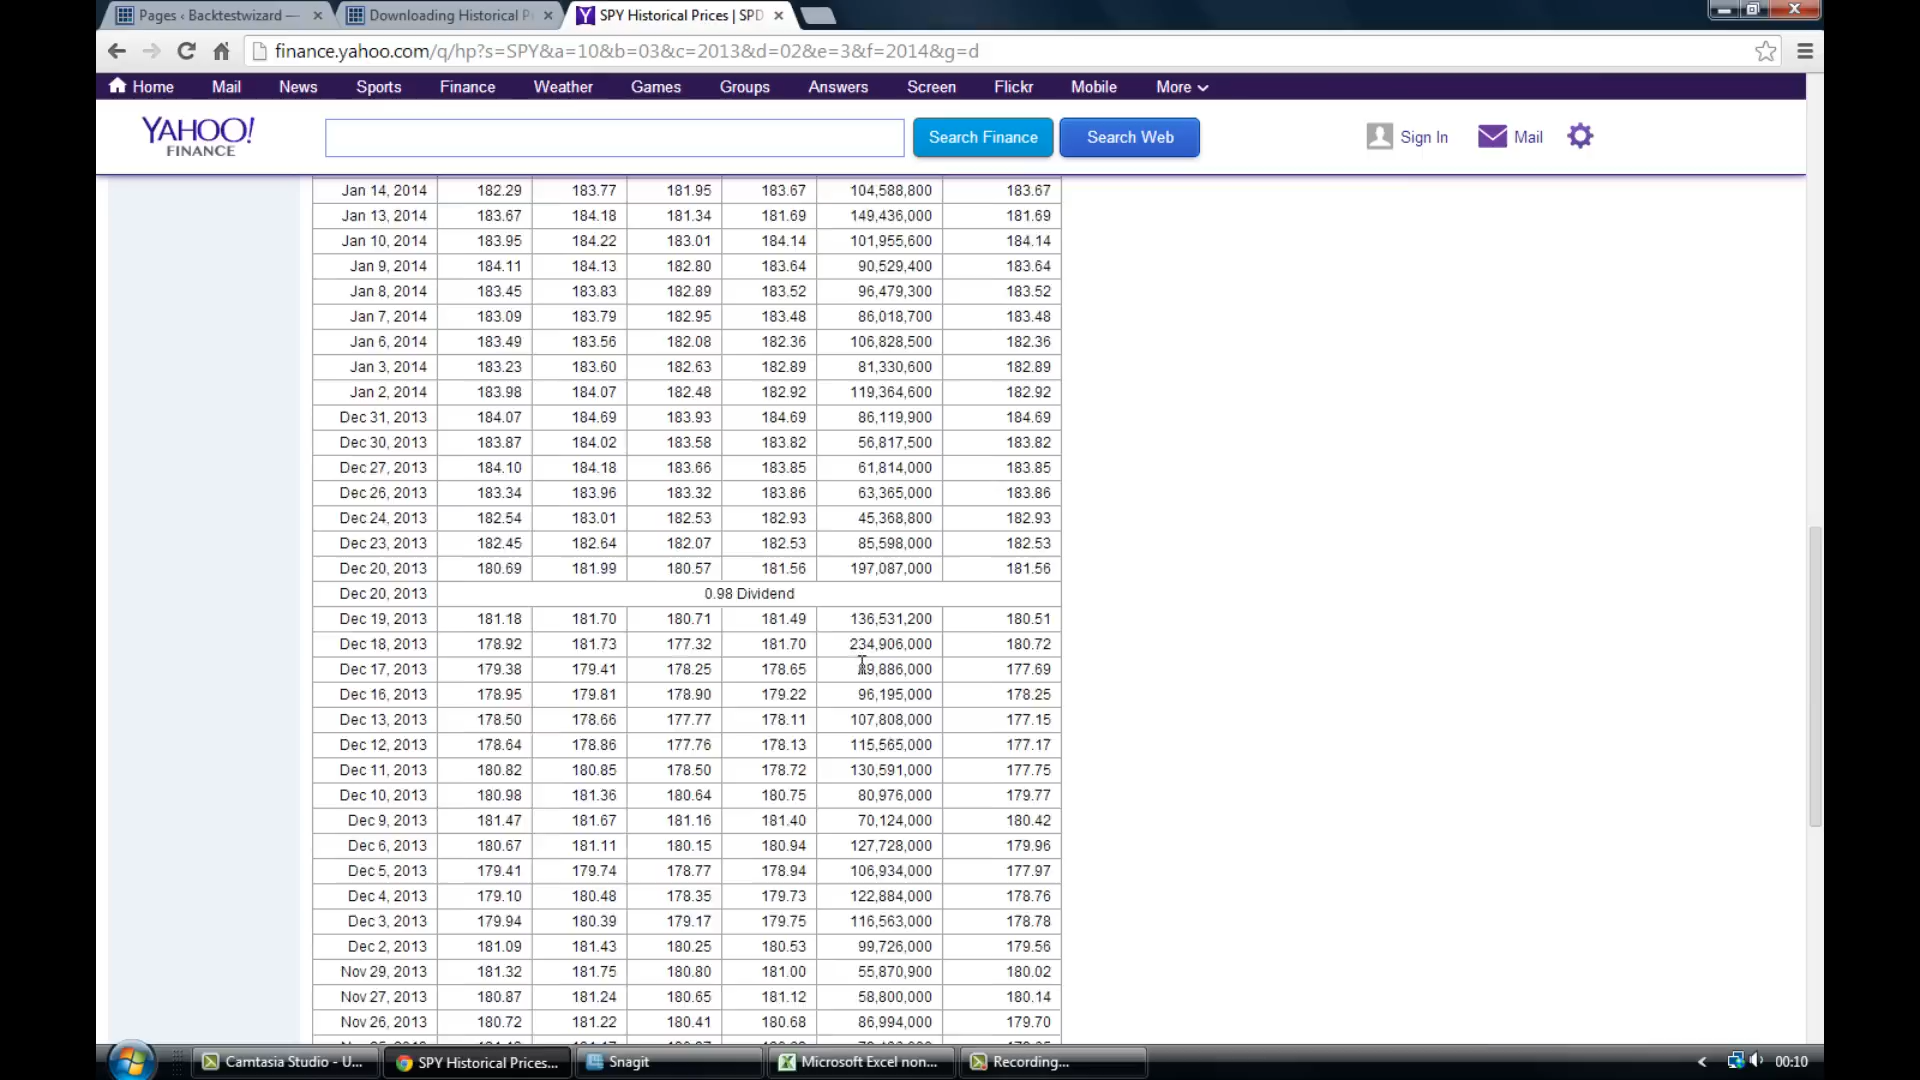 Pages ‹ Backtestwizard —
Downloading Historical P
SPY Historical Prices | SPD
finance.yahoo.com/q/hp?s=SPY&a=10&b=03&c=2013&d=02&e=3&f=2014&g=d
Home Mail News Sports Finance Weather Games Groups Answers Screen Flickr Mobile More
YAHOO! FINANCE
Search Finance Search Web Sign In Mail
Jan 14, 2014 182.29 183.77 181.95 183.67 104,588,800 183.67
Jan 13, 2014 183.67 184.18 181.34 181.69 149,436,000 181.69
Jan 10, 2014 183.95 184.22 183.01 184.14 101,955,600 184.14
Jan 9, 2014 184.11 184.13 182.80 183.64 90,529,400 183.64
Jan 8, 2014 183.45 183.83 182.89 183.52 96,479,300 183.52
Jan 7, 2014 183.09 183.79 182.95 183.48 86,018,700 183.48
Jan 6, 2014 183.49 183.56 182.08 182.36 106,828,500 182.36
Jan 3, 2014 183.23 183.60 182.63 182.89 81,330,600 182.89
Jan 2, 2014 183.98 184.07 182.48 182.92 119,364,600 182.92
Dec 31, 2013 184.07 184.69 183.93 184.69 86,119,900 184.69
Dec 30, 2013 183.87 184.02 183.58 183.82 56,817,500 183.82
Dec 27, 2013 184.10 184.18 183.66 183.85 61,814,000 183.85
Dec 26, 2013 183.34 183.96 183.32 183.86 63,365,000 183.86
Dec 24, 2013 182.54 183.01 182.53 182.93 45,368,800 182.93
Dec 23, 2013 182.45 182.64 182.07 182.53 85,598,000 182.53
Dec 20, 2013 180.69 181.99 180.57 181.56 197,087,000 181.56
Dec 20, 2013 0.98 Dividend
Dec 19, 2013 181.18 181.70 180.71 181.49 136,531,200 180.51
Dec 18, 2013 178.92 181.73 177.32 181.70 234,906,000 180.72
Dec 17, 2013 179.38 179.41 178.25 178.65 89,886,000 177.69
Dec 16, 2013 178.95 179.81 178.90 179.22 96,195,000 178.25
Dec 13, 2013 178.50 178.66 177.77 178.11 107,808,000 177.15
Dec 12, 2013 178.64 178.86 177.76 178.13 115,565,000 177.17
Dec 11, 2013 180.82 180.85 178.50 178.72 130,591,000 177.75
Dec 10, 2013 180.98 181.36 180.64 180.75 80,976,000 179.77
Dec 9, 2013 181.47 181.67 181.16 181.40 70,124,000 180.42
Dec 6, 2013 180.67 181.11 180.15 180.94 127,728,000 179.96
Dec 5, 2013 179.41 179.74 178.77 178.94 106,934,000 177.97
Dec 4, 2013 179.10 180.48 178.35 179.73 122,884,000 178.76
Dec 3, 2013 179.94 180.39 179.17 179.75 116,563,000 178.78
Dec 2, 2013 181.09 181.43 180.25 180.53 99,726,000 179.56
Nov 29, 2013 181.32 181.75 180.80 181.00 55,870,900 180.02
Nov 27, 2013 180.87 181.24 180.65 181.12 58,800,000 180.14
Nov 26, 2013 180.72 181.22 180.41 180.68 86,994,000 179.70
Camtasia Studio - U... SPY Historical Prices... Snagit Microsoft Excel non... Recording... 00:10